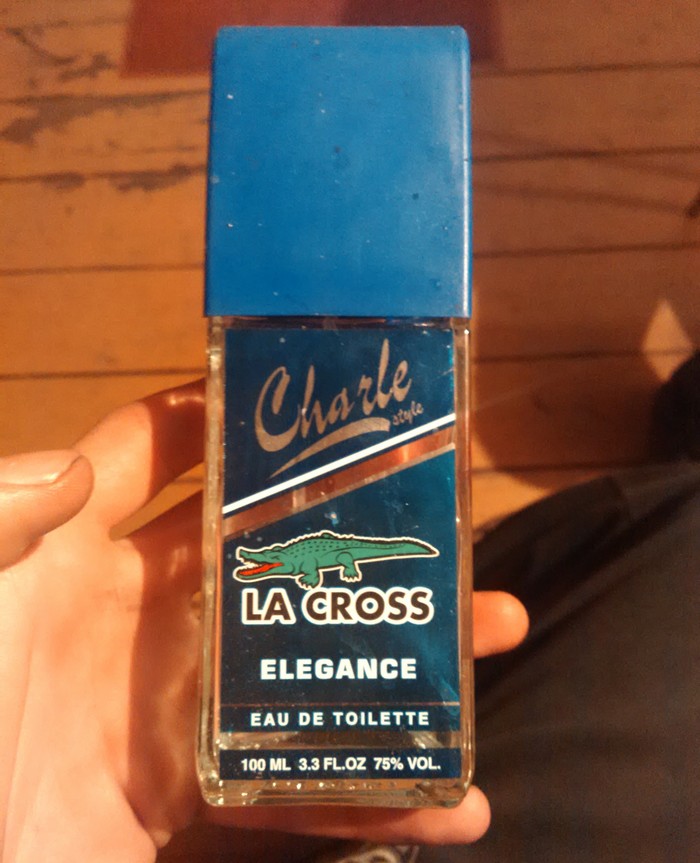 Charle
style
LA CROSS
ELEGANCE
EAU DE TOILETTE
100 ML 3.3 FL.OZ 75% VOL.